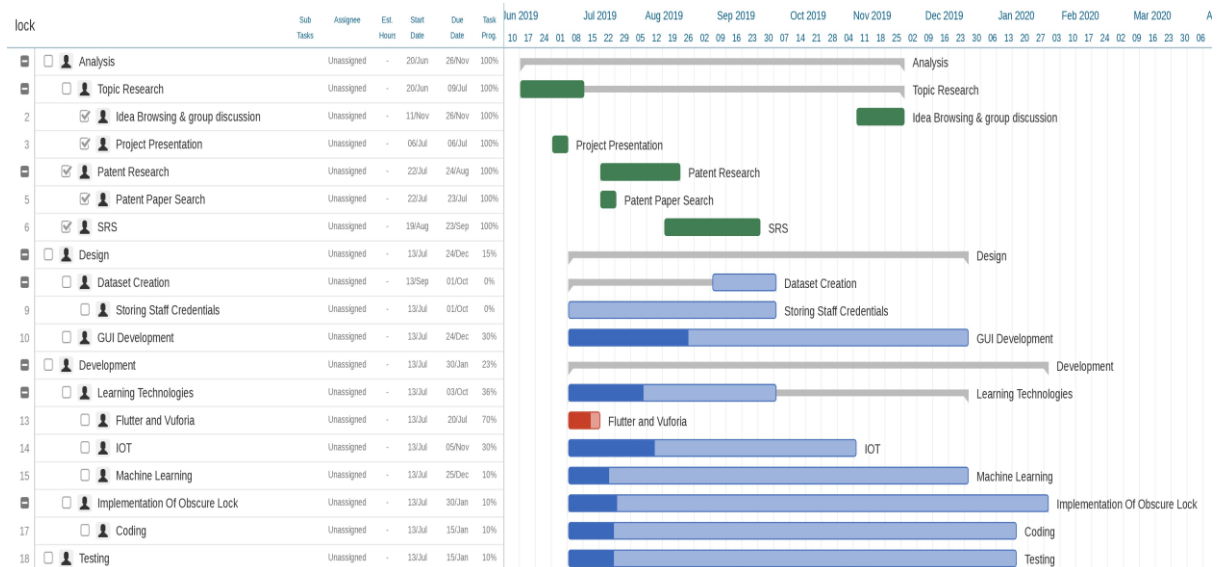 lock Sub Tasks Assignee Est. Hours Start Date Due Date Task Prog.
Jun 2019 Jul 2019 Aug 2019 Sep 2019 Oct 2019 Nov 2019 Dec 2019 Jan 2020 Feb 2020 Mar 2020 A
10 17 24 01 08 15 22 29 05 12 19 26 02 09 16 23 30 07 14 21 28 04 11 18 25 02 09 16 23 30 06 13 20 27 03 10 17 24 02 09 16 23 30 06
Analysis Unassigned - 20/Jun 26/Nov 100% Analysis
Topic Research Unassigned - 20/Jun 09/Jul 100% Topic Research
2 Idea Browsing & group discussion Unassigned - 11/Nov 26/Nov 100% Idea Browsing & group discussion
3 Project Presentation Unassigned - 06/Jul 06/Jul 100% Project Presentation
Patent Research Unassigned - 22/Jul 24/Aug 100% Patent Research
5 Patent Paper Search Unassigned - 22/Jul 23/Jul 100% Patent Paper Search
6 SRS Unassigned - 19/Aug 23/Sep 100% SRS
Design Unassigned - 13/Jul 24/Dec 15% Design
Dataset Creation Unassigned - 13/Sep 01/Oct 0% Dataset Creation
9 Storing Staff Credentials Unassigned - 13/Jul 01/Oct 0% Storing Staff Credentials
10 GUI Development Unassigned - 13/Jul 24/Dec 30% GUI Development
Development Unassigned - 13/Jul 30/Jan 23% Development
Learning Technologies Unassigned - 13/Jul 03/Oct 36% Learning Technologies
13 Flutter and Vuforia Unassigned - 13/Jul 20/Jul 70% Flutter and Vuforia
14 IOT Unassigned - 13/Jul 05/Nov 30% IOT
15 Machine Learning Unassigned - 13/Jul 25/Dec 10% Machine Learning
Implementation Of Obscure Lock Unassigned - 13/Jul 30/Jan 10% Implementation Of Obscure Lock
17 Coding Unassigned - 13/Jul 15/Jan 10% Coding
18 Testing Unassigned - 13/Jul 15/Jan 10% Testing